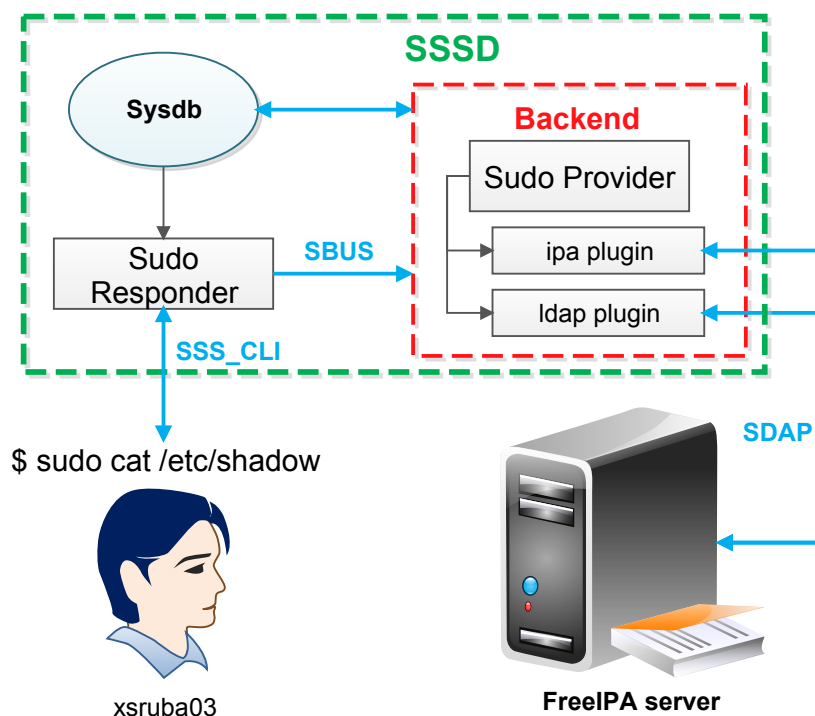 SSSD
Sysdb
Backend
Sudo Provider
Sudo
Responder
SBUS
ipa plugin
ldap plugin
SSS_CLI
$ sudo cat /etc/shadow
SDAP
xsruba03
FreeIPA server